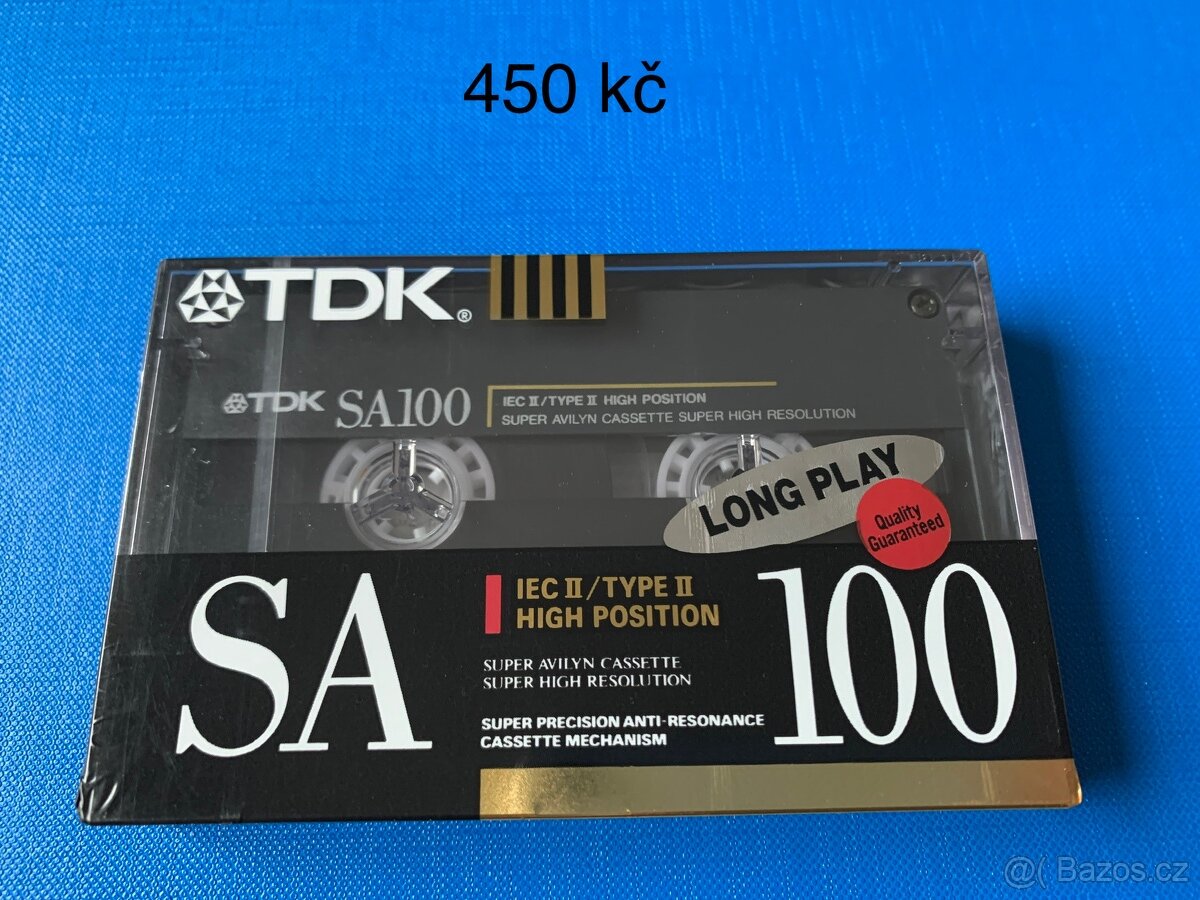 450 kč
TDK®
TDK SA100
IEC II/TYPE II HIGH POSITION
SUPER AVILYN CASSETTE SUPER HIGH RESOLUTION
LONG PLAY
Quality
Guaranteed
SA
IEC II/TYPE II
HIGH POSITION
SUPER AVILYN CASSETTE
SUPER HIGH RESOLUTION
SUPER PRECISION ANTI-RESONANCE
CASSETTE MECHANISM
100
@( Bazos.cz